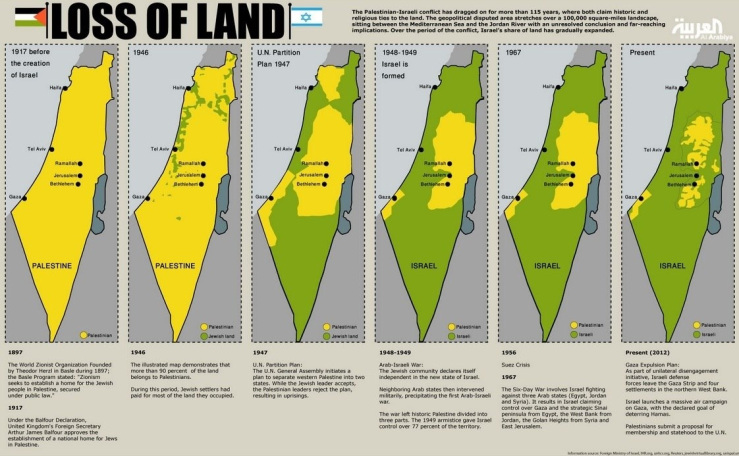 LOSS OF LAND
The Palestinian-Israeli conflict has dragged on for more than 115 years, where both claim historic and
religious ties to the land. The geopolitical disputed area stretches over a 100,000 square-miles landscape,
sitting between the Mediterranean Sea and the Jordan River with an unresolved conclusion and far-reaching
implications. Over the period of the conflict, Israel's share of land has gradually expanded.
العربية
Al Arabiya
1917 before
the creation
of Israel
Haifa
Tel Aviv
Ramallah
Jerusalem
Bethlehem
Gaza
PALESTINE
Palestinian
1946
Haifa
Tel Aviv
Ramallah
Jerusalem
Bethlehem
Gaza
PALESTINE
Palestinian
Jewish land
U.N. Partition
Plan 1947
Haifa
Tel Aviv
Ramallah
Jerusalem
Bethlehem
Gaza
Palestinian
Jewish land
1948-1949
Israel is
formed
Haifa
Tel Aviv
Ramallah
Jerusalem
Bethlehem
Gaza
ISRAEL
Palestinian
Israeli
1967
Haifa
Tel Aviv
Ramallah
Jerusalem
Bethlehem
Gaza
ISRAEL
Palestinian
Israeli
Present
Haifa
Tel Aviv
Ramallah
Jerusalem
Bethlehem
Gaza
ISRAEL
Palestinian
Israeli
1897
The World Zionist Organization founded
by Theodor Herzl in Basle during 1897;
the Basle Program stated: "Zionism
seeks to establish a home for the Jewish
people in Palestine, secured
under public law."
1917
Under the Balfour Declaration,
United Kingdom's Foreign Secretary
Arthur James Balfour approves the
establishment of a national home for Jews
in Palestine.
1946
The illustrated map demonstrates that
more than 90 percent of the land
belongs to Palestinians.
During this period, Jewish settlers had
paid for most of the land they occupied.
1947
U.N. Partition Plan:
The U.N. General Assembly initiates a
plan to separate western Palestine into two
states. While the Jewish leader accepts,
the Palestinian leaders reject the plan,
resulting in uprisings.
1948-1949
Arab-Israeli War:
The Jewish community declares itself
independent in the new state of Israel.
Neighboring Arab states then intervened
militarily, precipitating the first Arab-Israeli
war.
The war left historic Palestine divided into
three parts. The 1949 armistice gave Israel
control over 77 percent of the territory.
1956
Suez Crisis
1967
The Six-Day War involves Israel fighting
against three Arab states (Egypt, Jordan
and Syria). It results in Israel claiming
control over Gaza and the strategic Sinai
peninsula from Egypt, the West Bank from
Jordan, the Golan Heights from Syria and
East Jerusalem.
Present (2012)
Gaza Expulsion Plan:
As part of unilateral disengagement
initiative, Israeli defense
forces leave the Gaza Strip and four
settlements in the northern West Bank.
Israel launches a massive air campaign
on Gaza, with the declared goal of
deterring Hamas.
Palestinians submit a proposal for
membership and statehood to the U.N.
Information source: Foreign Ministry of Israel,